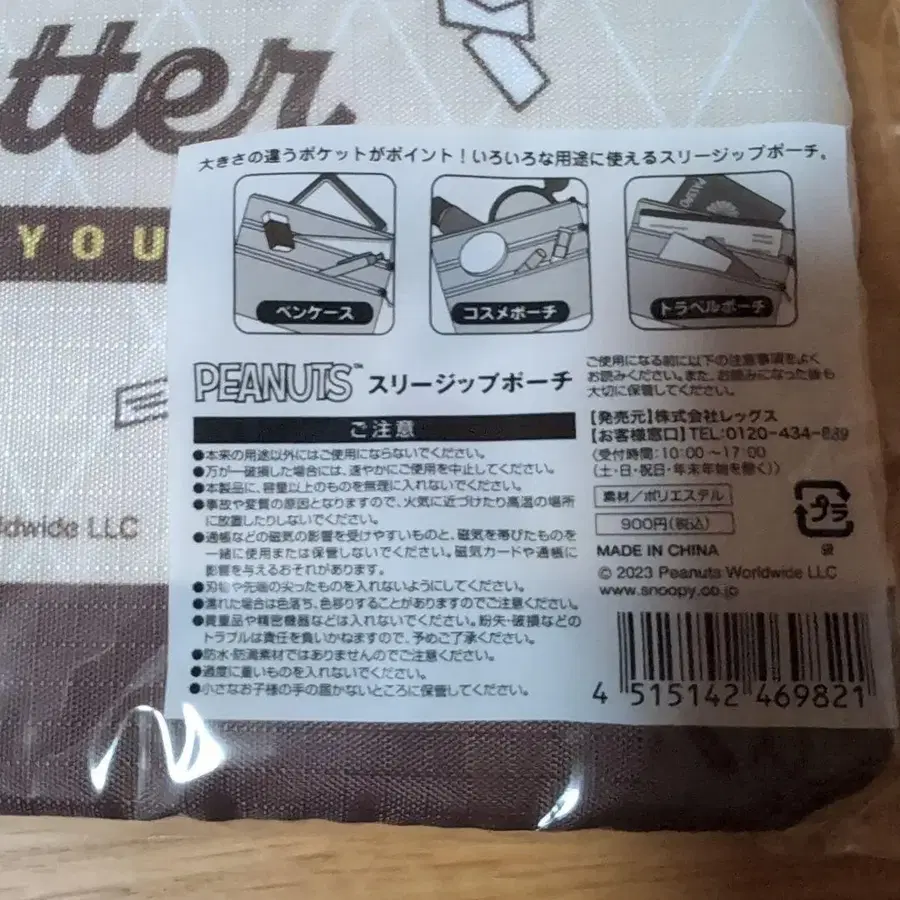 tter
YOU
大きさの違うポケットがポイント！いろいろな用途に使えるスリージップポーチ。
ペンケース
コスメポーチ
トラベルポーチ
PEANUTS™ スリージップポーチ
ご注意
●本来の用途以外にはご使用にならないでください。
●万が一破損した場合には、速やかにご使用を中止してください。
●本製品に、容量以上のものを無理に入れないでください。
●事故や変質の原因となりますので、火気に近づけたり高温の場所
に放置したりしないでください。
●通帳などの磁気の影響を受けやすいものと、磁気を帯びたものを
一緒に使用または保管しないでください。磁気カードや通帳に
影響を与えるおそれがあります。
●刃物や先端の尖ったものを入れないようにしてください。
●濡れた場合は色落ち、色移りすることがありますのでご注意ください。
●貴重品や精密機器などは入れないでください。紛失・破損などの
トラブルは責任を負いかねますので、予めご了承ください。
●防水・防滴素材ではありませんのでご注意ください。
●過度に重いものを入れないでください。
●小さなお子様の手の届かないところに保管してください。
ご使用になる前に以下の注意事項をよく
お読みください。また、お読みになった後も
大切に保管してください。
【発売元】株式会社レッグス
【お客様窓口】TEL:0120-434-889
(受付時間:10:00～17:00
(土・日・祝日・年末年始を除く))
素材／ポリエステル
900円(税込)
MADE IN CHINA
© 2023 Peanuts Worldwide LLC
www.snoopy.co.jp
プラ
袋
4 515142 469821
ldwide LLC